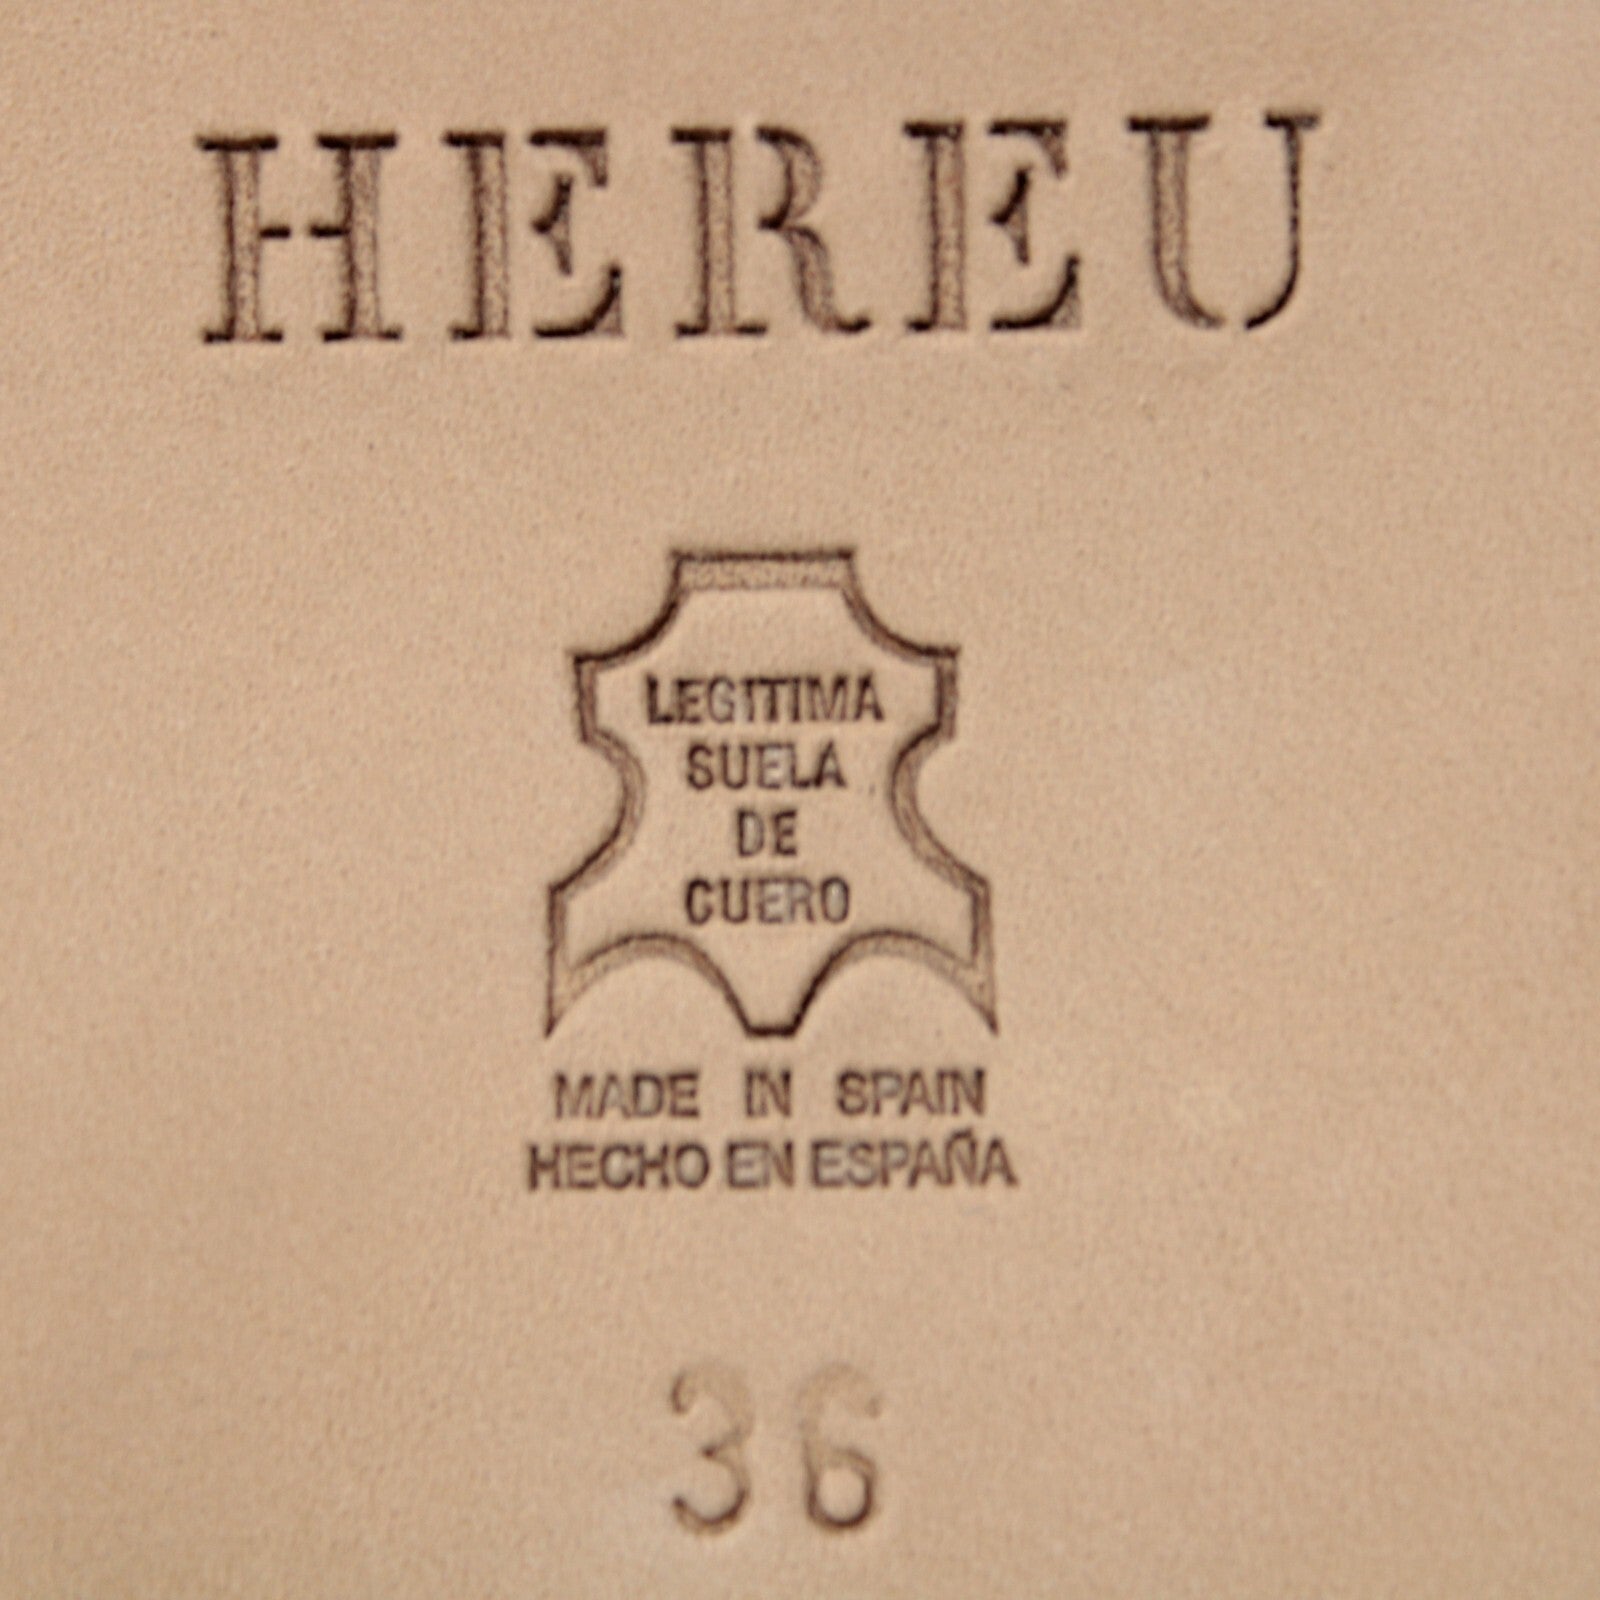 HEREU
LEGITIMA
SUELA
DE
CUERO
MADE IN SPAIN
HECHO EN ESPAÑA
36